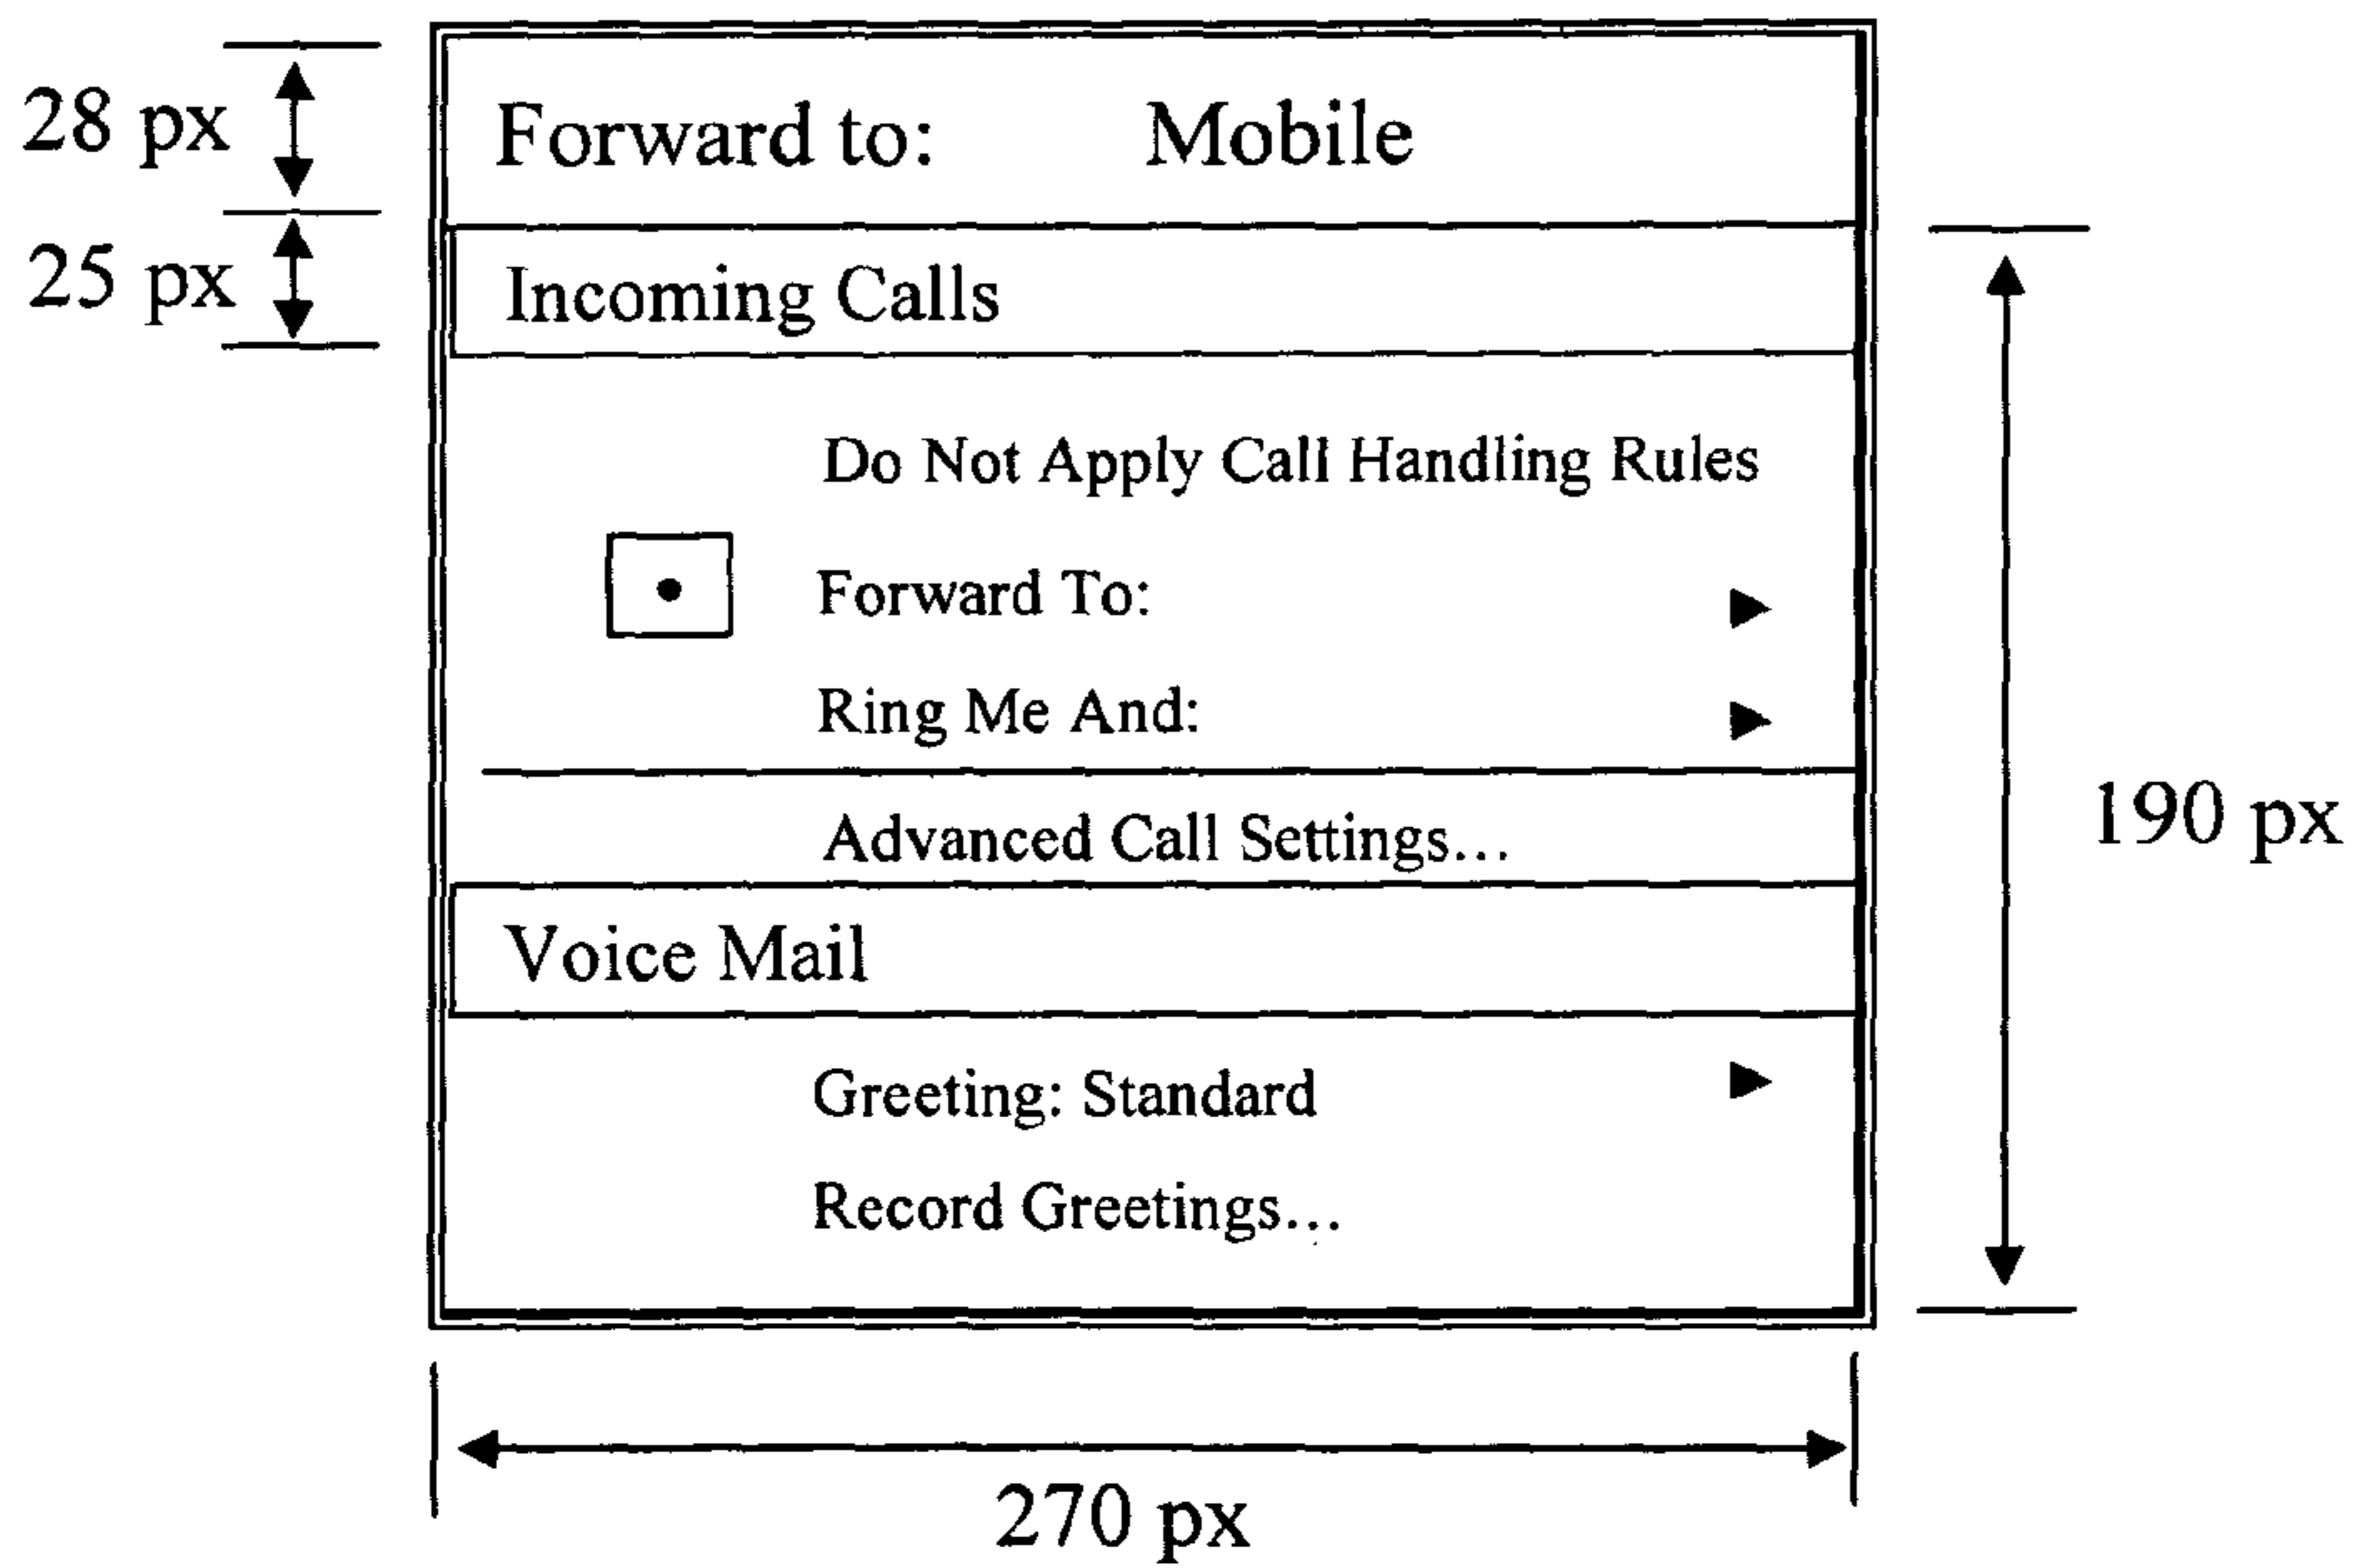 28 px
Forward to: Mobile
25 px
Incoming Calls
Do Not Apply Call Handling Rules
Forward To:
Ring Me And:
Advanced Call Settings...
190 px
Voice Mail
Greeting: Standard
Record Greetings...
270 px